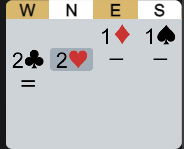 W N E S
1♦ 1♠
2♣ 2♥ – –
=